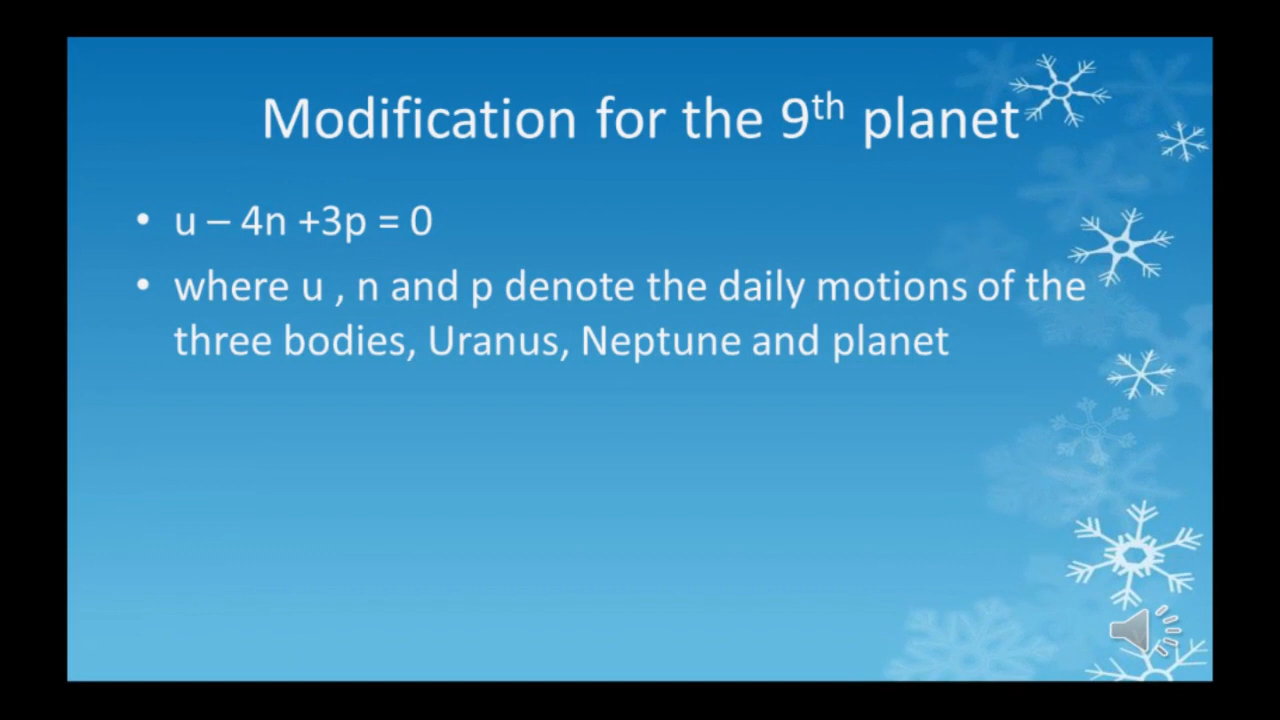 Modification for the 9th planet
• u – 4n +3p = 0
• where u , n and p denote the daily motions of the
three bodies, Uranus, Neptune and planet